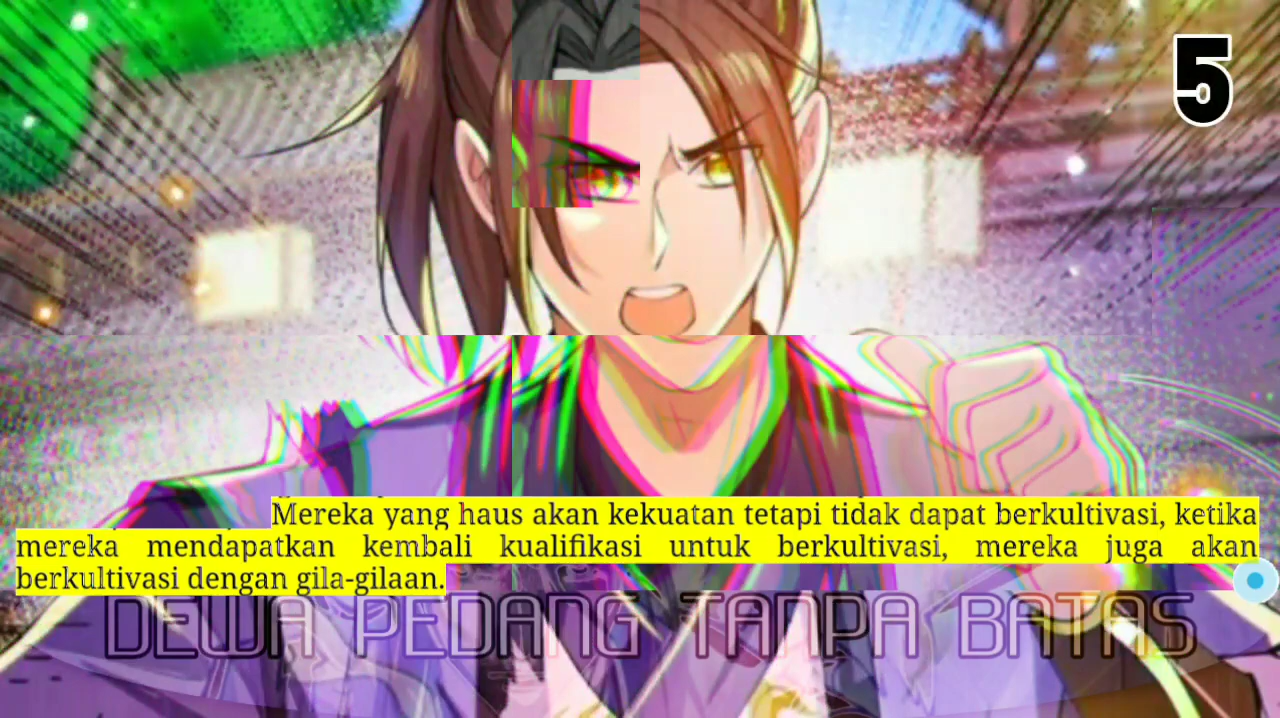 5
Mereka yang haus akan kekuatan tetapi tidak dapat berkultivasi, ketika
mereka mendapatkan kembali kualifikasi untuk berkultivasi, mereka juga akan
berkultivasi dengan gila-gilaan.
DEWA PEDANG TANPA BATAS